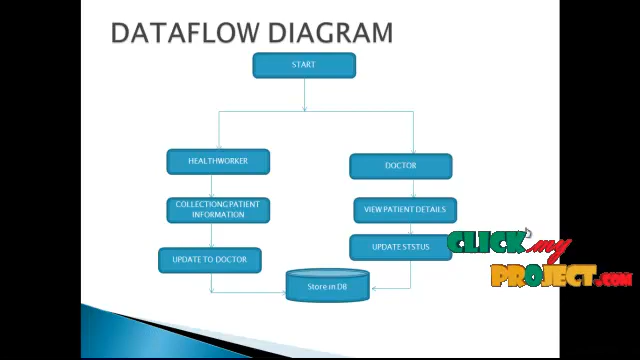 DATAFLOW DIAGRAM
START
HEALTHWORKER
DOCTOR
COLLECTIONG PATIENT
INFORMATION
VIEW PATIENT DETAILS
UPDATE STSTUS
UPDATE TO DOCTOR
Store in DB
CLICK my
PROJECT.COM